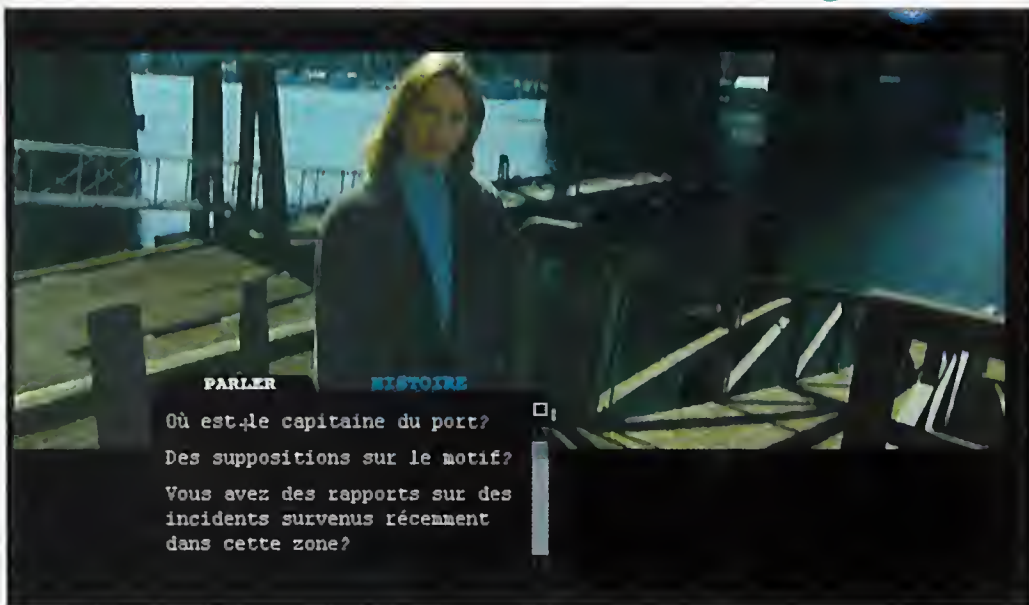 PARLER HISTOIRE
Où est le capitaine du port?
Des suppositions sur le motif?
Vous avez des rapports sur des
incidents survenus récemment
dans cette zone?